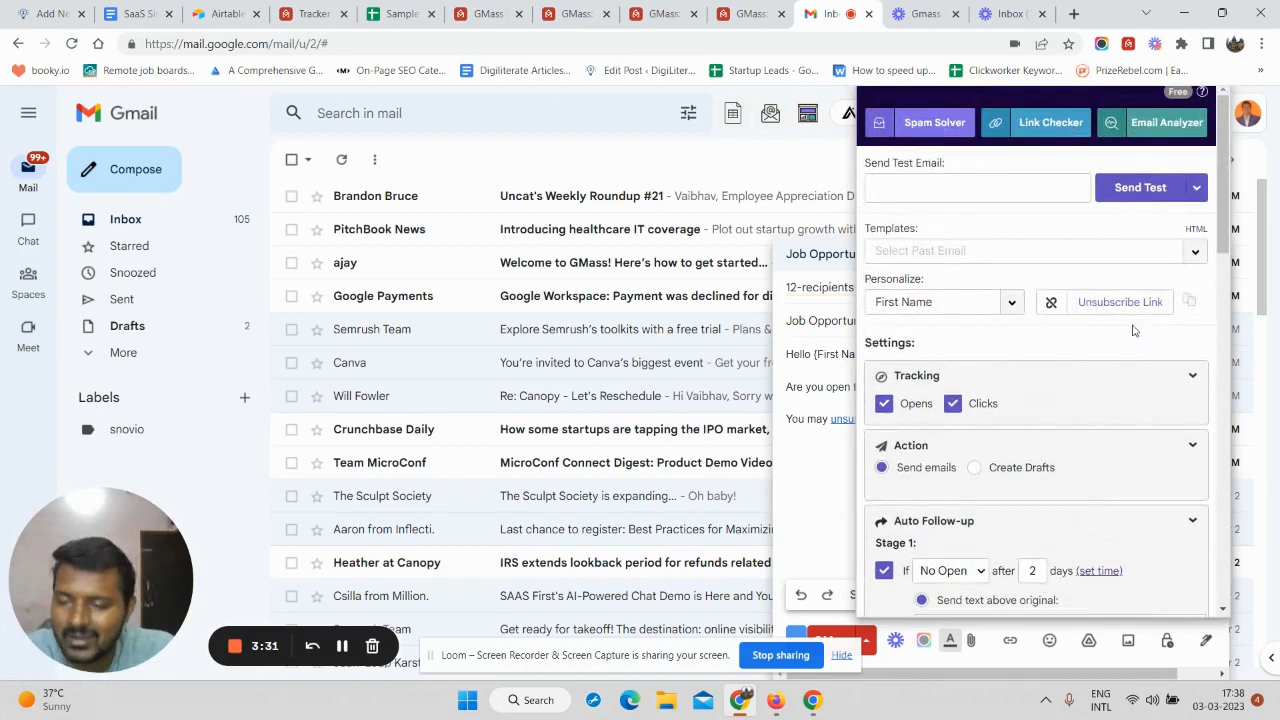 Add New
SaaS Si
Airtable
Tracker
Sample
GMass
GMass:
GMass:
GMass
Inb
Gmass
Inbox (
https://mail.google.com/mail/u/2/#
booky.io
Remote job boards...
A Comprehensive G...
On-Page SEO Cate...
Digiliterate Articles...
Edit Post ‹ DigiLiter...
Startup Leads - Go...
How to speed up...
Clickworker Keywor...
PrizeRebel.com | Ea...
»
Gmail
Search in mail
Free
Spam Solver
Link Checker
Email Analyzer
99+
Mail
Chat
Spaces
Meet
Compose
Inbox 105
Starred
Snoozed
Sent
Drafts 2
More
Labels
snovio
Brandon Bruce Uncat's Weekly Roundup #21 - Vaibhav, Employee Appreciation D
PitchBook News Introducing healthcare IT coverage - Plot out startup growth
ajay Welcome to GMass! Here's how to get started...
Google Payments Google Workspace: Payment was declined for di
Semrush Team Explore Semrush's toolkits with a free trial - Plans &
Canva You're invited to Canva's biggest event - Get your
Will Fowler Re: Canopy - Let's Reschedule - Hi Vaibhav, Sorry w
Crunchbase Daily How some startups are tapping the IPO market,
Team MicroConf MicroConf Connect Digest: Product Demo Video
The Sculpt Society The Sculpt Society is expanding... - Oh baby!
Aaron from Inflecti. Last chance to register: Best Practices for Maximizi
Heather at Canopy IRS extends lookback period for refunds related
Csilla from Million. SAAS First's AI-Powered Chat Demo is Here and You
Team Get ready for takeoff! The destination: online visibility
Job Opportu
12-recipients
Job Opportu
Hello {First Na
Are you open f
You may unsu
Send Test Email:
Send Test
Templates: HTML
Select Past Email
Personalize:
First Name
Unsubscribe Link
Settings:
Tracking
Opens Clicks
Action
Send emails Create Drafts
Auto Follow-up
Stage 1:
If No Open after 2 days (set time)
Send text above original:
3:31
Loom – Screen Recorder & Screen Capture is sharing your screen.
Stop sharing
Hide
37°C
Sunny
Search
ENG
INTL
17:38
03-03-2023
4